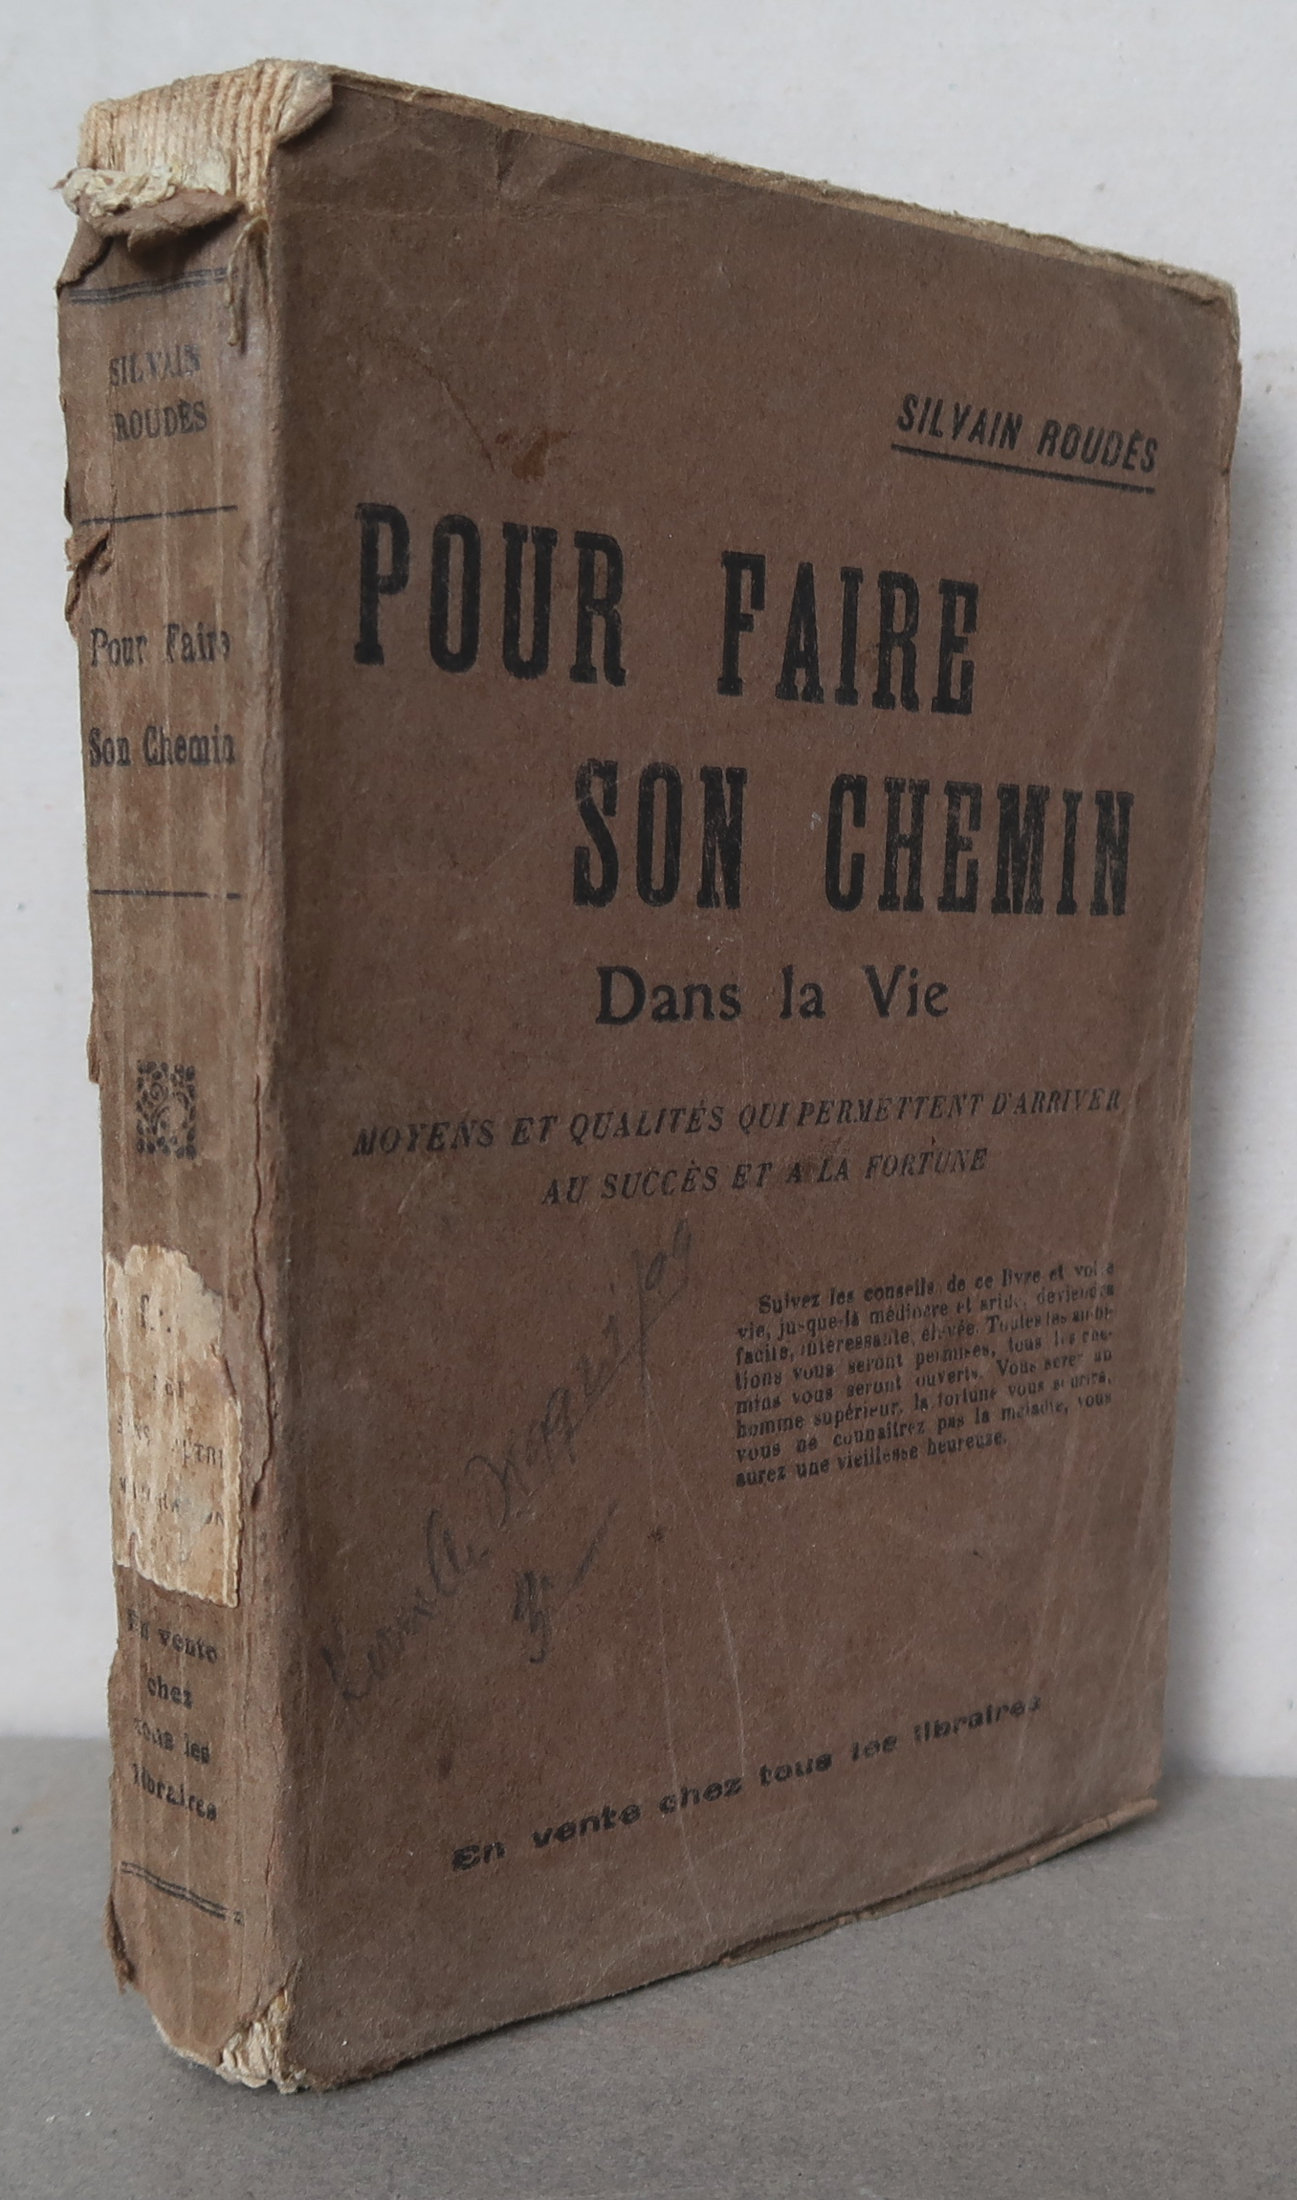 SILVAIN
ROUDÈS
Pour Faire
Son Chemin
En vente
chez
tous les
libraires
SILVAIN ROUDÈS
POUR FAIRE
SON CHEMIN
Dans la Vie
MOYENS ET QUALITÉS QUI PERMETTENT D'ARRIVER
AU SUCCÈS ET A LA FORTUNE
Suivez les conseils de ce livre et votre
vie, jusque-là médiocre et aride, deviendra
facile, intéressante, élevée. Toutes les ambi-
tions vous seront permises, tous les che-
mins vous seront ouverts. Vous serez un
homme supérieur, la fortune vous sourira,
vous ne connaîtrez pas la maladie, vous
aurez une vieillesse heureuse.
En vente chez tous les libraires